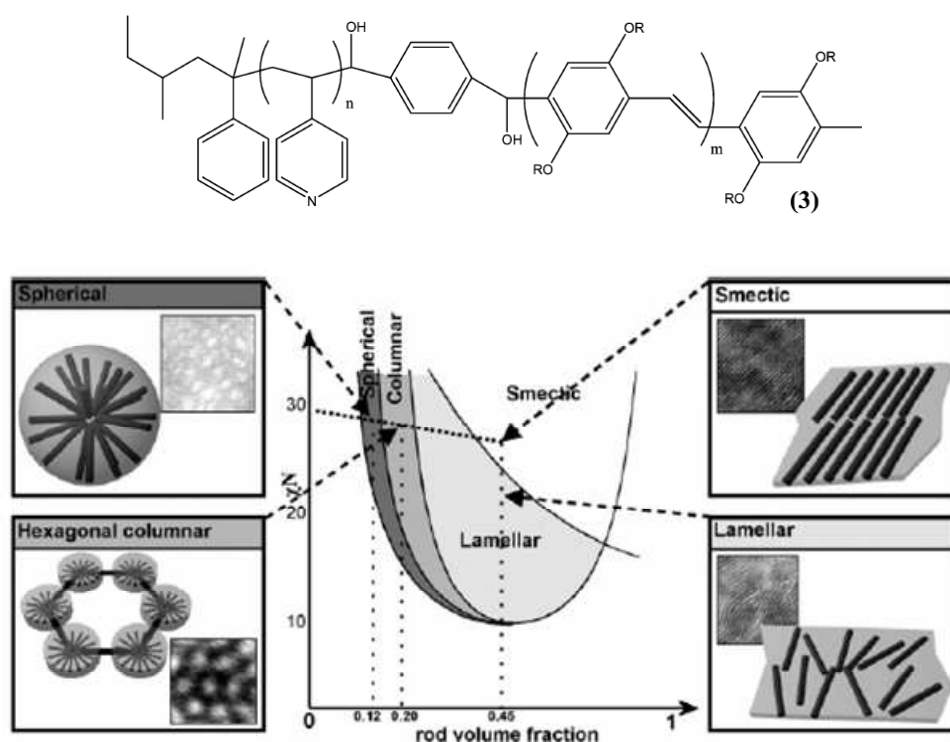 OH
OR
OR
n
OH
m
RO
RO
N
(3)
Spherical
Smectic
Spherical
Columnar
Smectic
30
χN
20
Hexagonal columnar
Lamellar
Lamellar
10
0
0.12
0.20
0.45
1
rod volume fraction